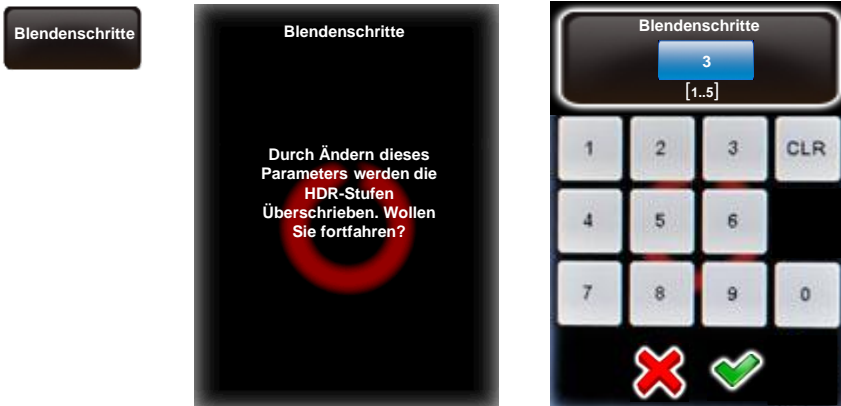 Blendenschritte
Blendenschritte
Durch Ändern dieses
Parameters werden die
HDR-Stufen
Überschrieben. Wollen
Sie fortfahren?
Blendenschritte
3
[1..5]
1 2 3 CLR
4 5 6
7 8 9 0